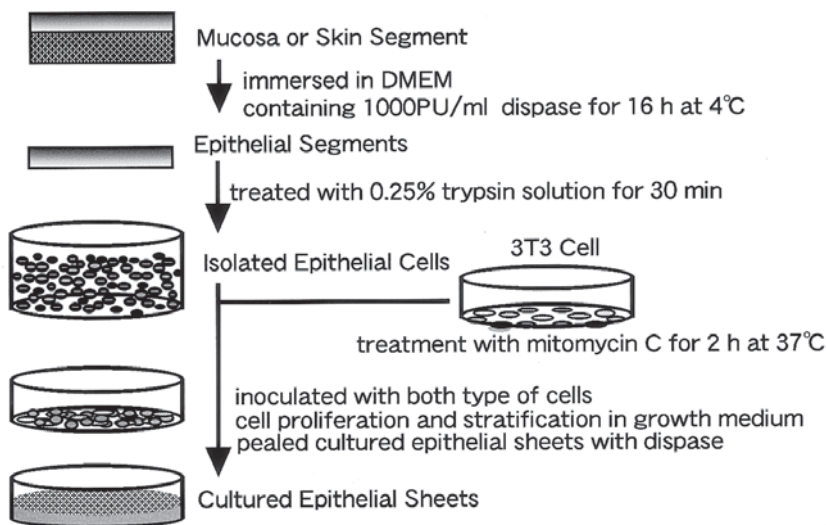 Mucosa or Skin Segment
immersed in DMEM
containing 1000PU/ml dispase for 16 h at 4℃
Epithelial Segments
treated with 0.25% trypsin solution for 30 min
Isolated Epithelial Cells
3T3 Cell
treatment with mitomycin C for 2 h at 37℃
inoculated with both type of cells
cell proliferation and stratification in growth medium
pealed cultured epithelial sheets with dispase
Cultured Epithelial Sheets